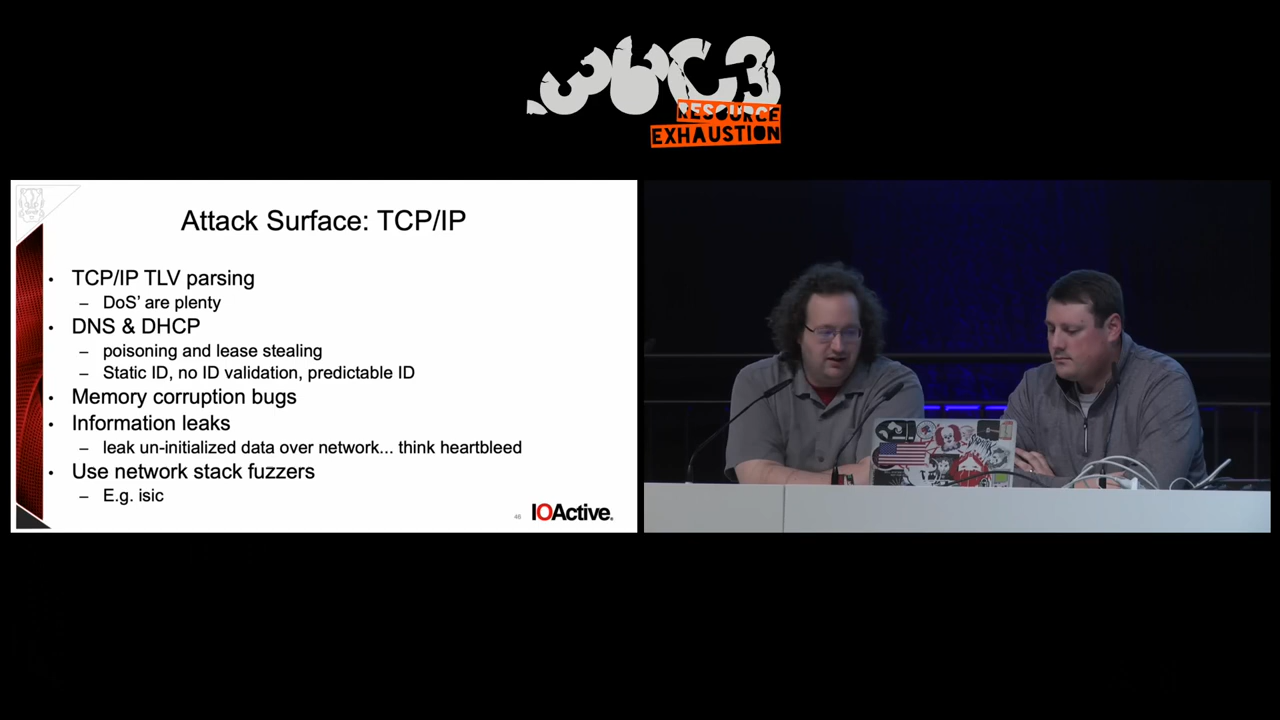 36C3
RESOURCE
EXHAUSTION
Attack Surface: TCP/IP
• TCP/IP TLV parsing
– DoS’ are plenty
• DNS & DHCP
– poisoning and lease stealing
– Static ID, no ID validation, predictable ID
• Memory corruption bugs
• Information leaks
– leak un-initialized data over network... think heartbleed
• Use network stack fuzzers
– E.g. isic
46
IOActive.